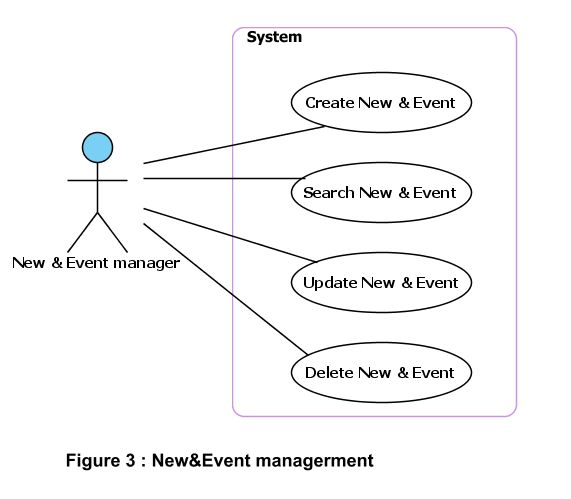 System
Create New & Event
Search New & Event
New & Event manager
Update New & Event
Delete New & Event
Figure 3 : New&Event managerment